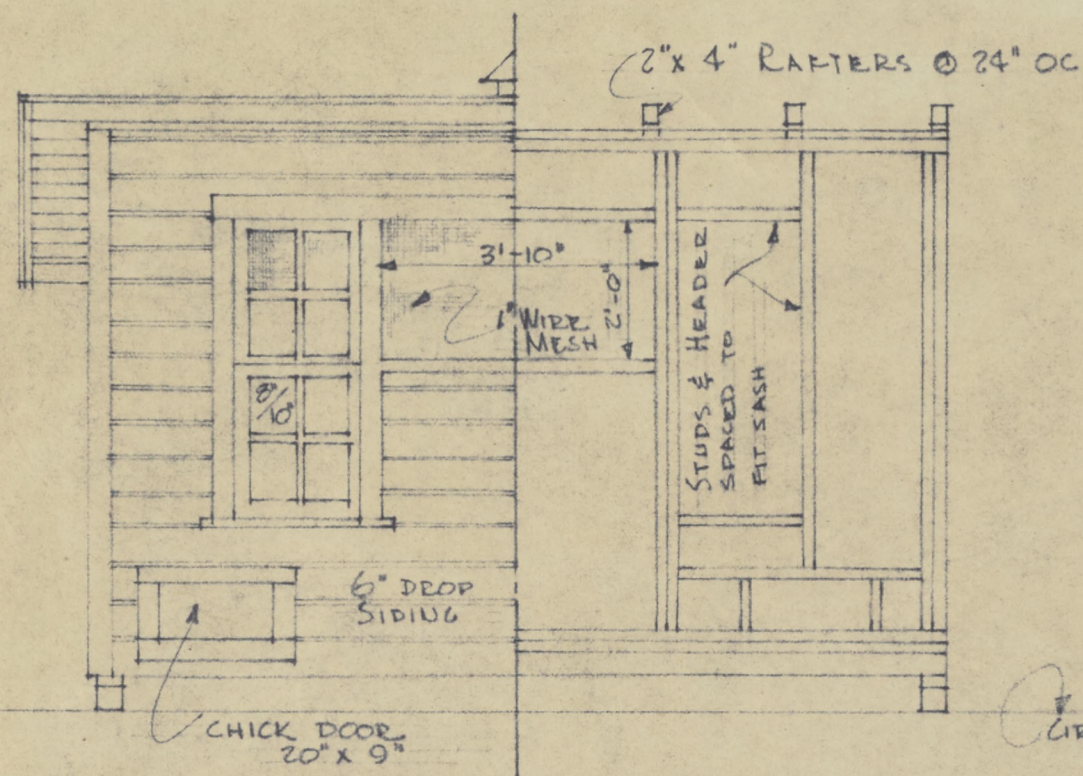 2" x 4" RAFTERS @ 24" OC
3'-10"
2'-0"
1" WIRE
MESH
STUDS & HEADER
SPACED TO
FIT SASH
8/10
6" DROP
SIDING
CHICK DOOR
20" x 9"